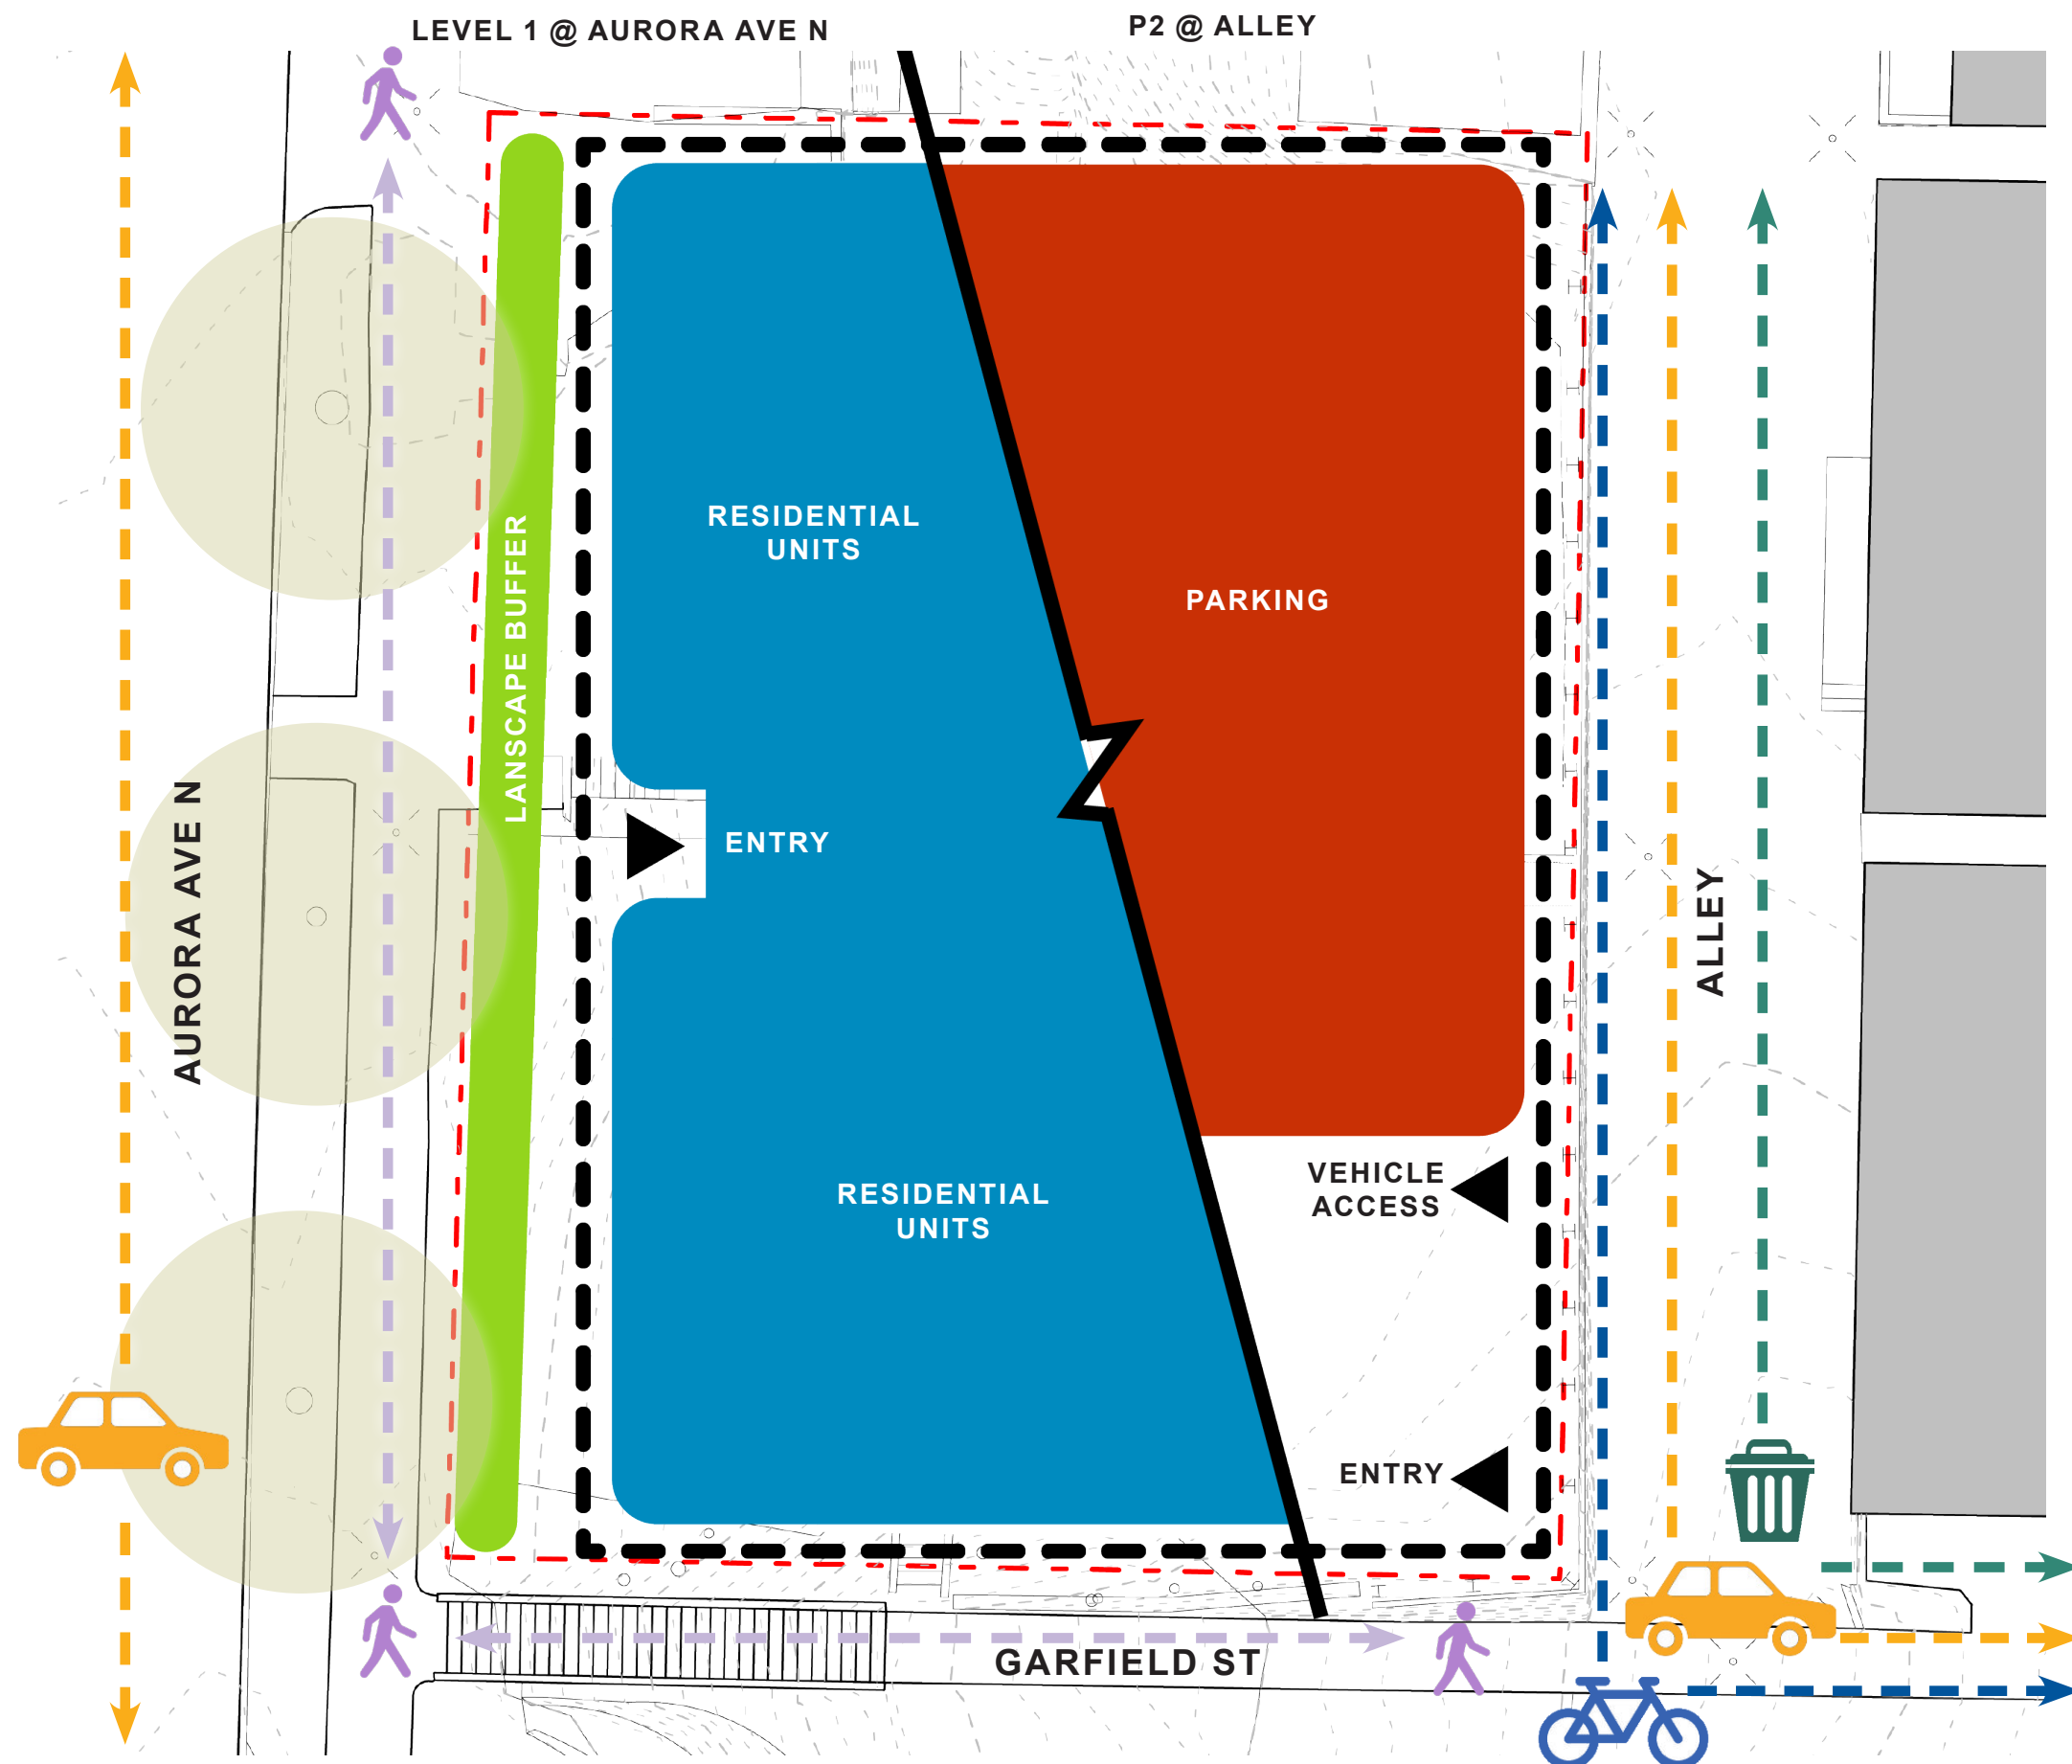 LEVEL 1 @ AURORA AVE N
P2 @ ALLEY
RESIDENTIAL
UNITS
PARKING
LANSCAPE BUFFER
AURORA AVE N
ENTRY
ALLEY
VEHICLE
ACCESS
RESIDENTIAL
UNITS
ENTRY
GARFIELD ST